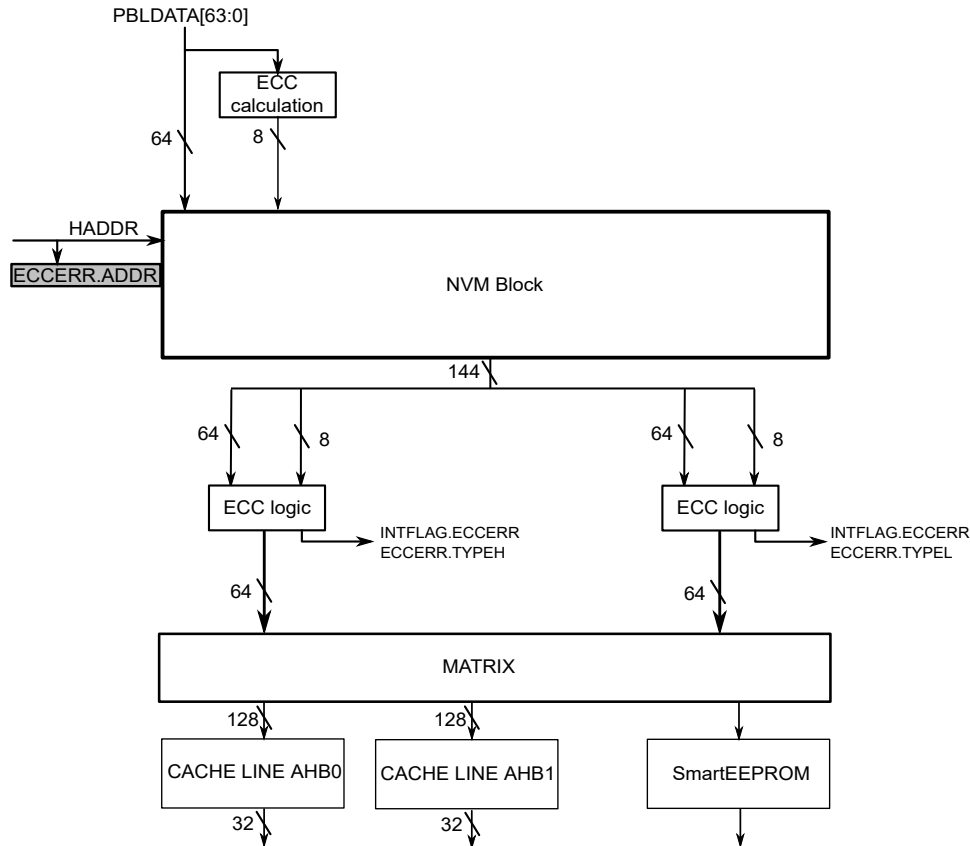 PBLDATA[63:0]
ECC
calculation
64
8
HADDR
ECCERR.ADDR
NVM Block
144
64
8
64
8
ECC logic
ECC logic
INTFLAG.ECCERR
ECCERR.TYPEH
INTFLAG.ECCERR
ECCERR.TYPEL
64
64
MATRIX
128
128
CACHE LINE AHB0
CACHE LINE AHB1
SmartEEPROM
32
32